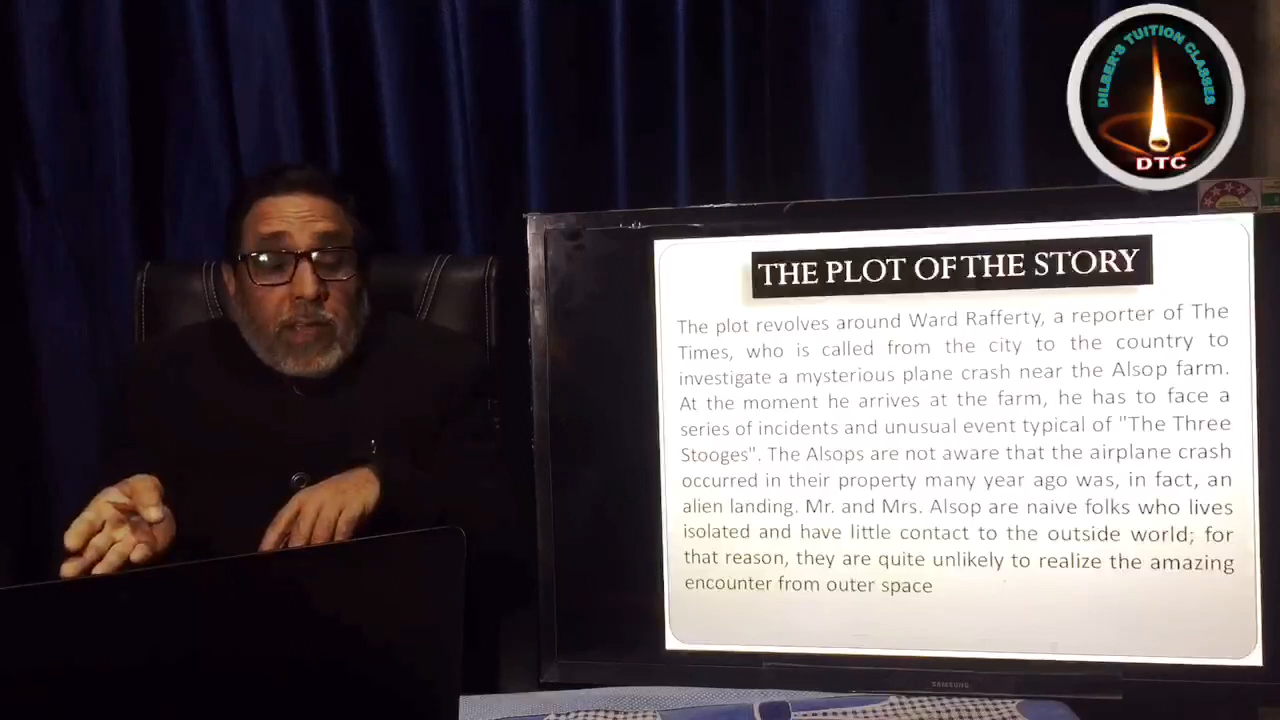 DILBER'S TUITION CLASSES
DTC
THE PLOT OF THE STORY
The plot revolves around Ward Rafferty, a reporter of The
Times, who is called from the city to the country to
investigate a mysterious plane crash near the Alsop farm.
At the moment he arrives at the farm, he has to face a
series of incidents and unusual event typical of "The Three
Stooges". The Alsops are not aware that the airplane crash
occurred in their property many year ago was, in fact, an
alien landing. Mr. and Mrs. Alsop are naive folks who lives
isolated and have little contact to the outside world; for
that reason, they are quite unlikely to realize the amazing
encounter from outer space
SAMSUNG